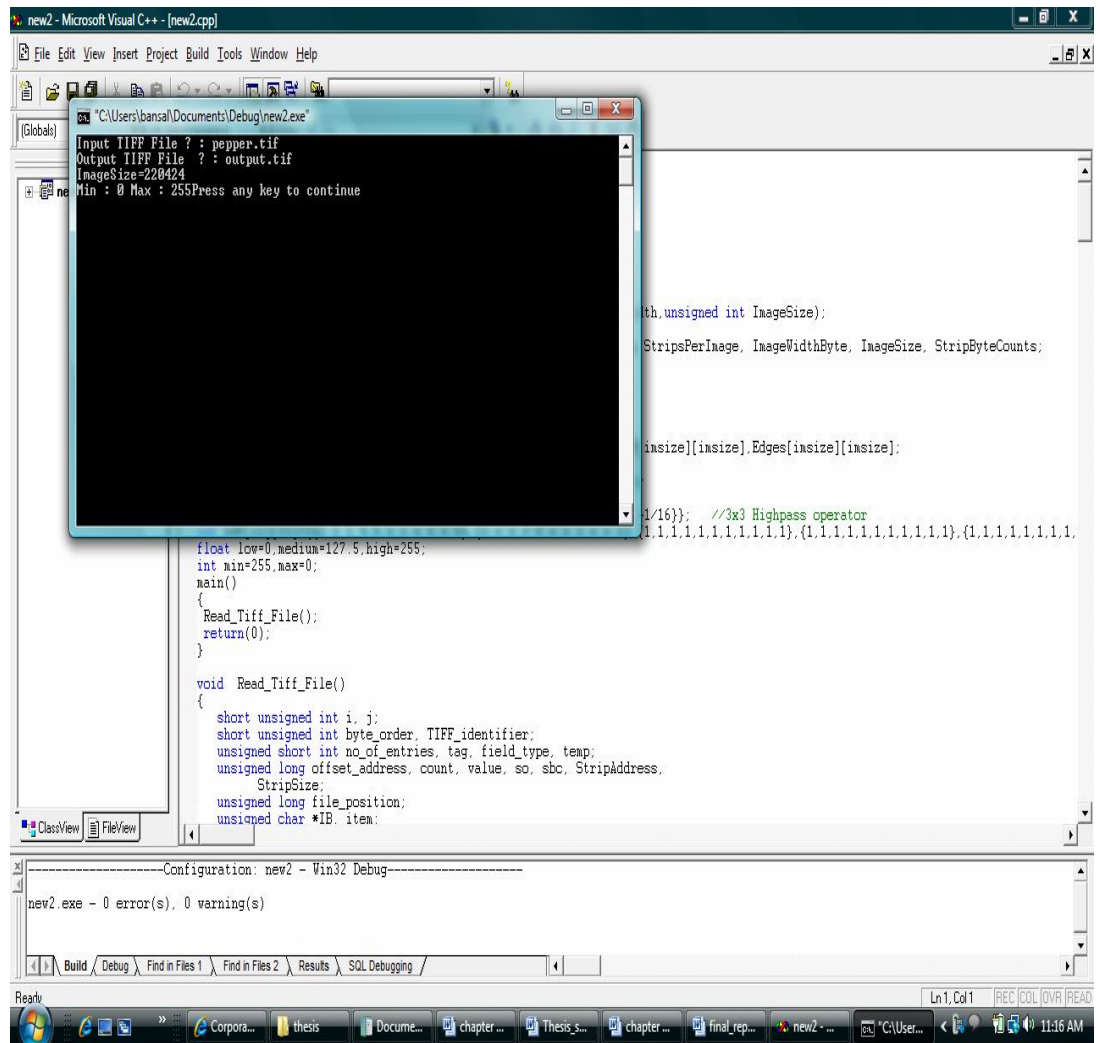 new2 - Microsoft Visual C++ - [new2.cpp]
File Edit View Insert Project Build Tools Window Help
(Globals)
"C:\Users\bansal\Documents\Debug\new2.exe"
Input TIFF File ? : pepper.tif
Output TIFF File ? : output.tif
ImageSize=220424
Min : 0 Max : 255Press any key to continue
ne
th,unsigned int ImageSize);
StripsPerImage, ImageWidthByte, ImageSize, StripByteCounts;
imsize][imsize],Edges[imsize][imsize];
1/16}}; //3x3 Highpass operator
{1,1,1,1,1,1,1,1,1,1,1},{1,1,1,1,1,1,1,1,1,1,1},{1,1,1,1,1,1,1,1,
float low=0,medium=127.5,high=255;
int min=255,max=0;
main()
{
Read_Tiff_File();
return(0);
}
void Read_Tiff_File()
{
short unsigned int i, j;
short unsigned int byte_order, TIFF_identifier;
unsigned short int no_of_entries, tag, field_type, temp;
unsigned long offset_address, count, value, so, sbc, StripAddress,
StripSize;
unsigned long file_position;
unsigned char *IB, item;
ClassView FileView
--------------------Configuration: new2 - Win32 Debug--------------------
new2.exe - 0 error(s), 0 warning(s)
Build Debug Find in Files 1 Find in Files 2 Results SQL Debugging
Ready Ln 1, Col 1 REC COL OVR READ
Corpora... thesis Docume... chapter ... Thesis_s... chapter ... final_rep... new2 - ... "C:\User... 11:16 AM